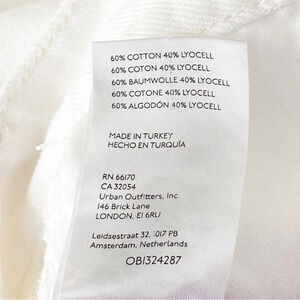 60% COTTON 40% LYOCELL
60% COTON 40% LYOCELL
60% BAUMWOLLE 40% LYOCELL
60% COTONE 40% LYOCELL
60% ALGODÓN 40% LYOCELL
MADE IN TURKEY
HECHO EN TURQUÍA
RN 66170
CA 32054
Urban Outfitters, Inc.
146 Brick Lane
LONDON, E1 6RU
Leidsestraat 32, 1017 PB
Amsterdam, Netherlands
OB1324287